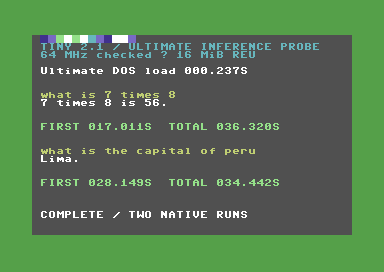 TINY 2.1 / ULTIMATE INFERENCE PROBE
64 MHz checked ? 16 MiB REU
Ultimate DOS load 000.237S
what is 7 times 8
7 times 8 is 56.
FIRST 017.011S  TOTAL 036.320S
what is the capital of peru
Lima.
FIRST 028.149S  TOTAL 034.442S
COMPLETE / TWO NATIVE RUNS